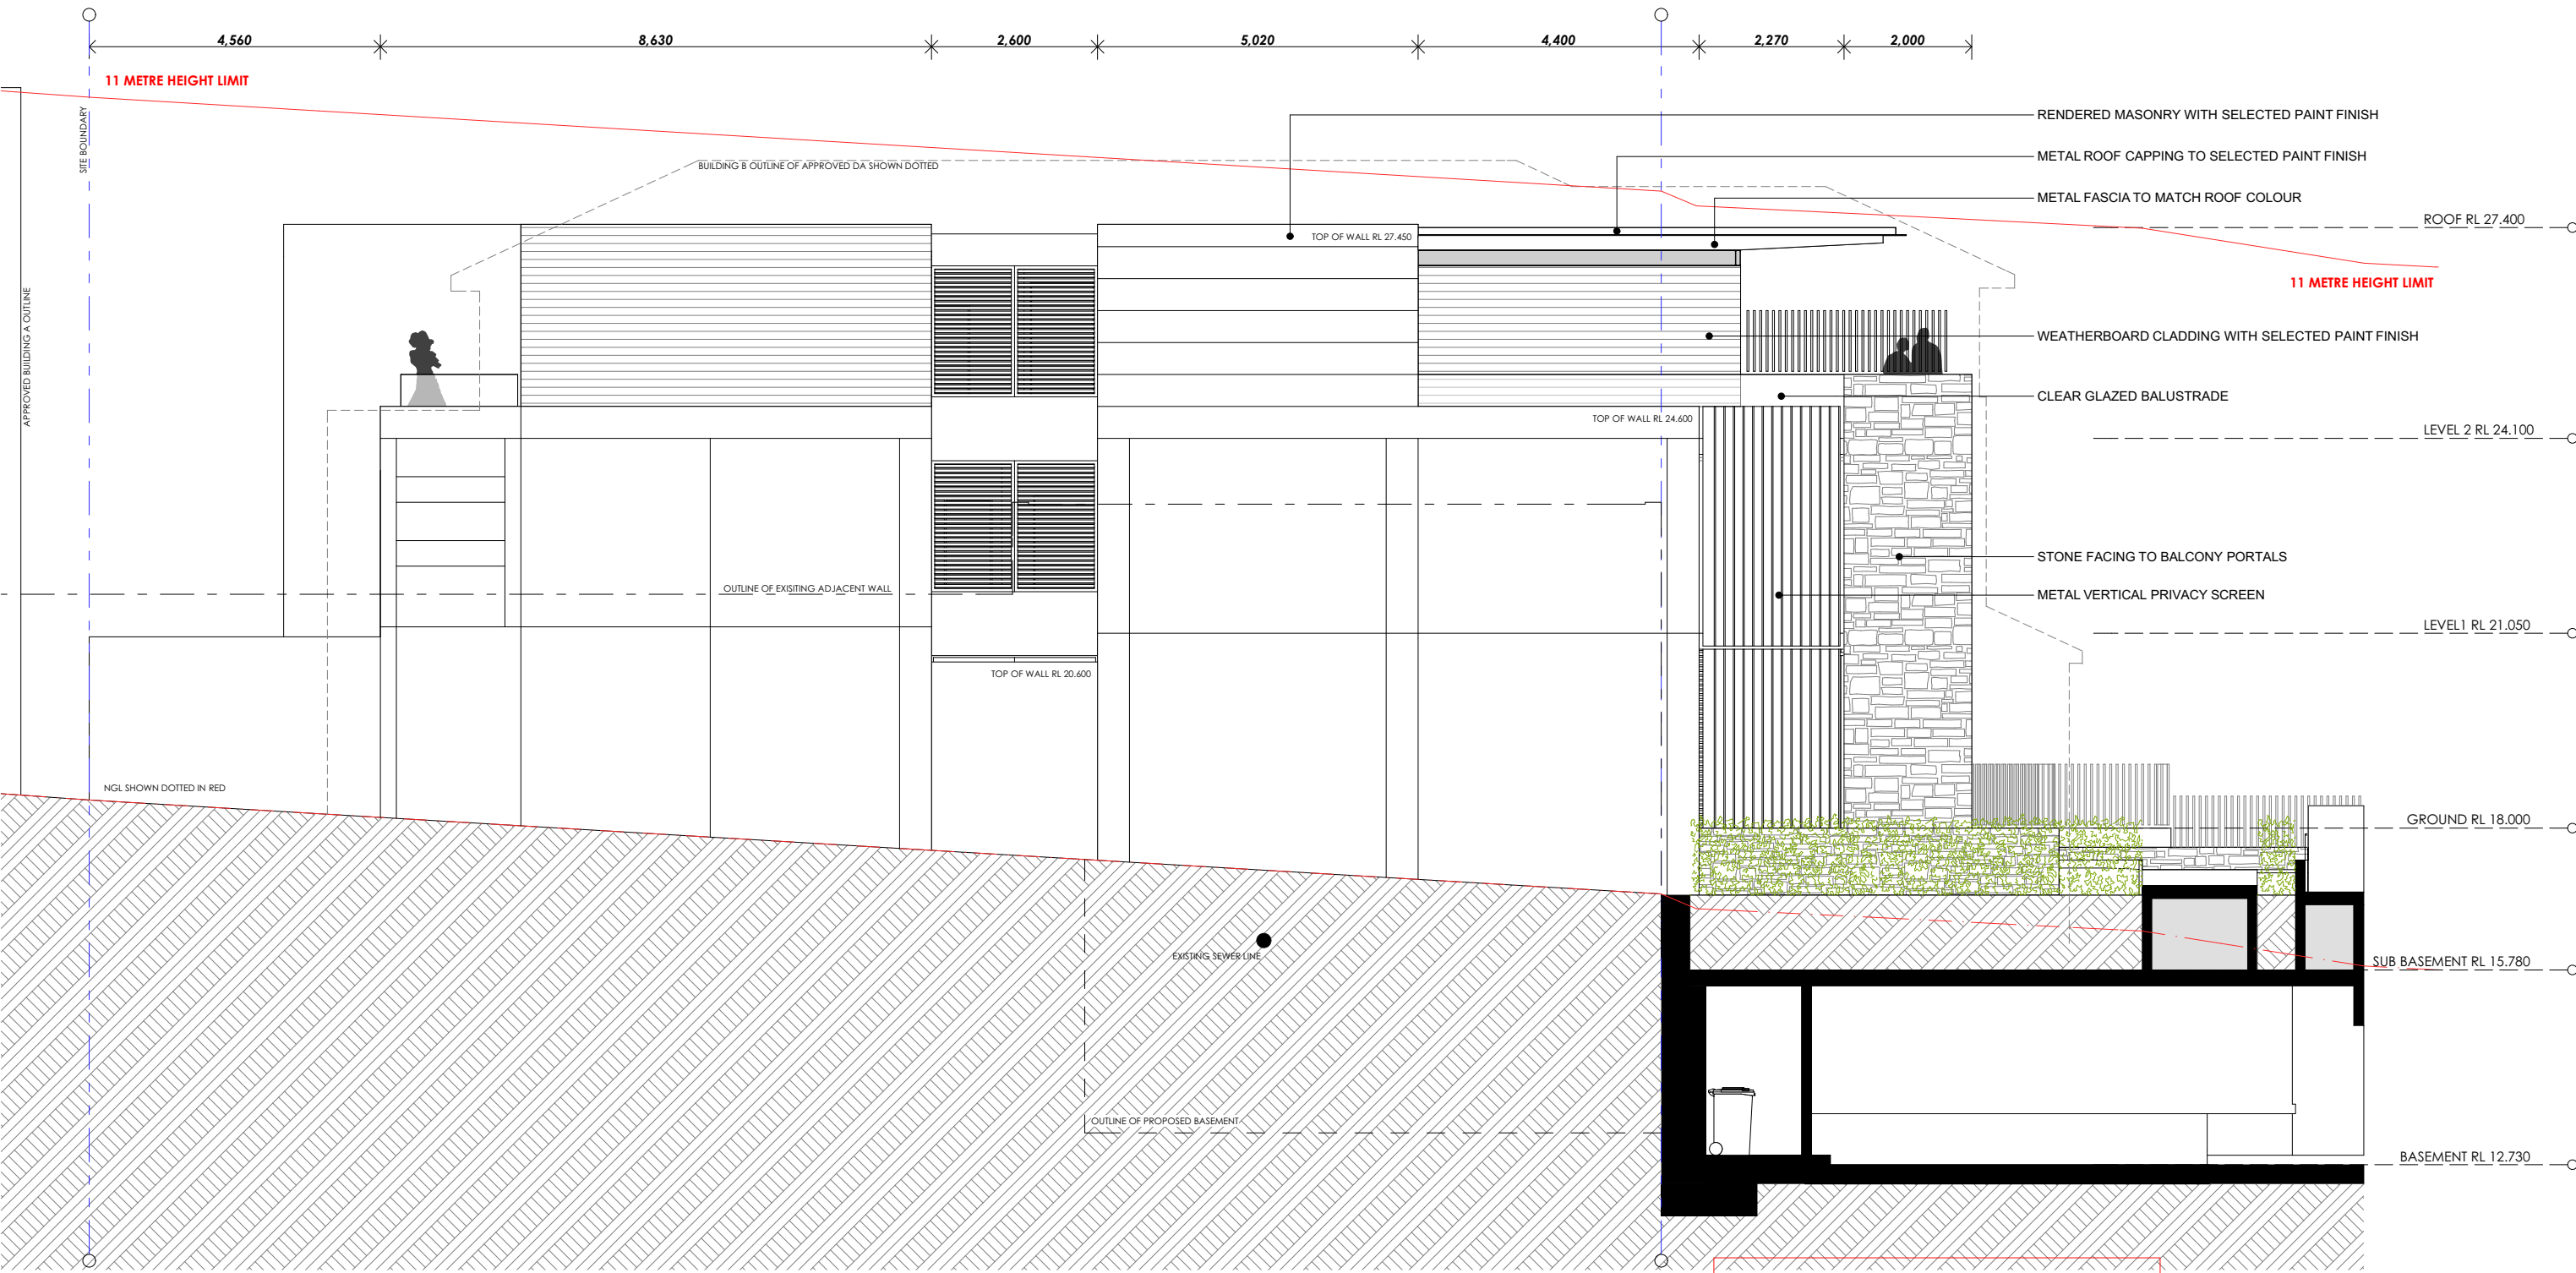 4,560
8,630
2,600
5,020
4,400
2,270
2,000
11 METRE HEIGHT LIMIT
SITE BOUNDARY
RENDERED MASONRY WITH SELECTED PAINT FINISH
BUILDING B OUTLINE OF APPROVED DA SHOWN DOTTED
METAL ROOF CAPPING TO SELECTED PAINT FINISH
METAL FASCIA TO MATCH ROOF COLOUR
ROOF RL 27.400
TOP OF WALL RL 27.450
11 METRE HEIGHT LIMIT
APPROVED BUILDING A OUTLINE
WEATHERBOARD CLADDING WITH SELECTED PAINT FINISH
CLEAR GLAZED BALUSTRADE
TOP OF WALL RL 24.600
LEVEL 2 RL 24.100
STONE FACING TO BALCONY PORTALS
OUTLINE OF EXISITING ADJACENT WALL
METAL VERTICAL PRIVACY SCREEN
LEVEL1 RL 21.050
TOP OF WALL RL 20.600
NGL SHOWN DOTTED IN RED
GROUND RL 18.000
EXISTING SEWER LINE
SUB BASEMENT RL 15.780
OUTLINE OF PROPOSED BASEMENT
BASEMENT RL 12.730